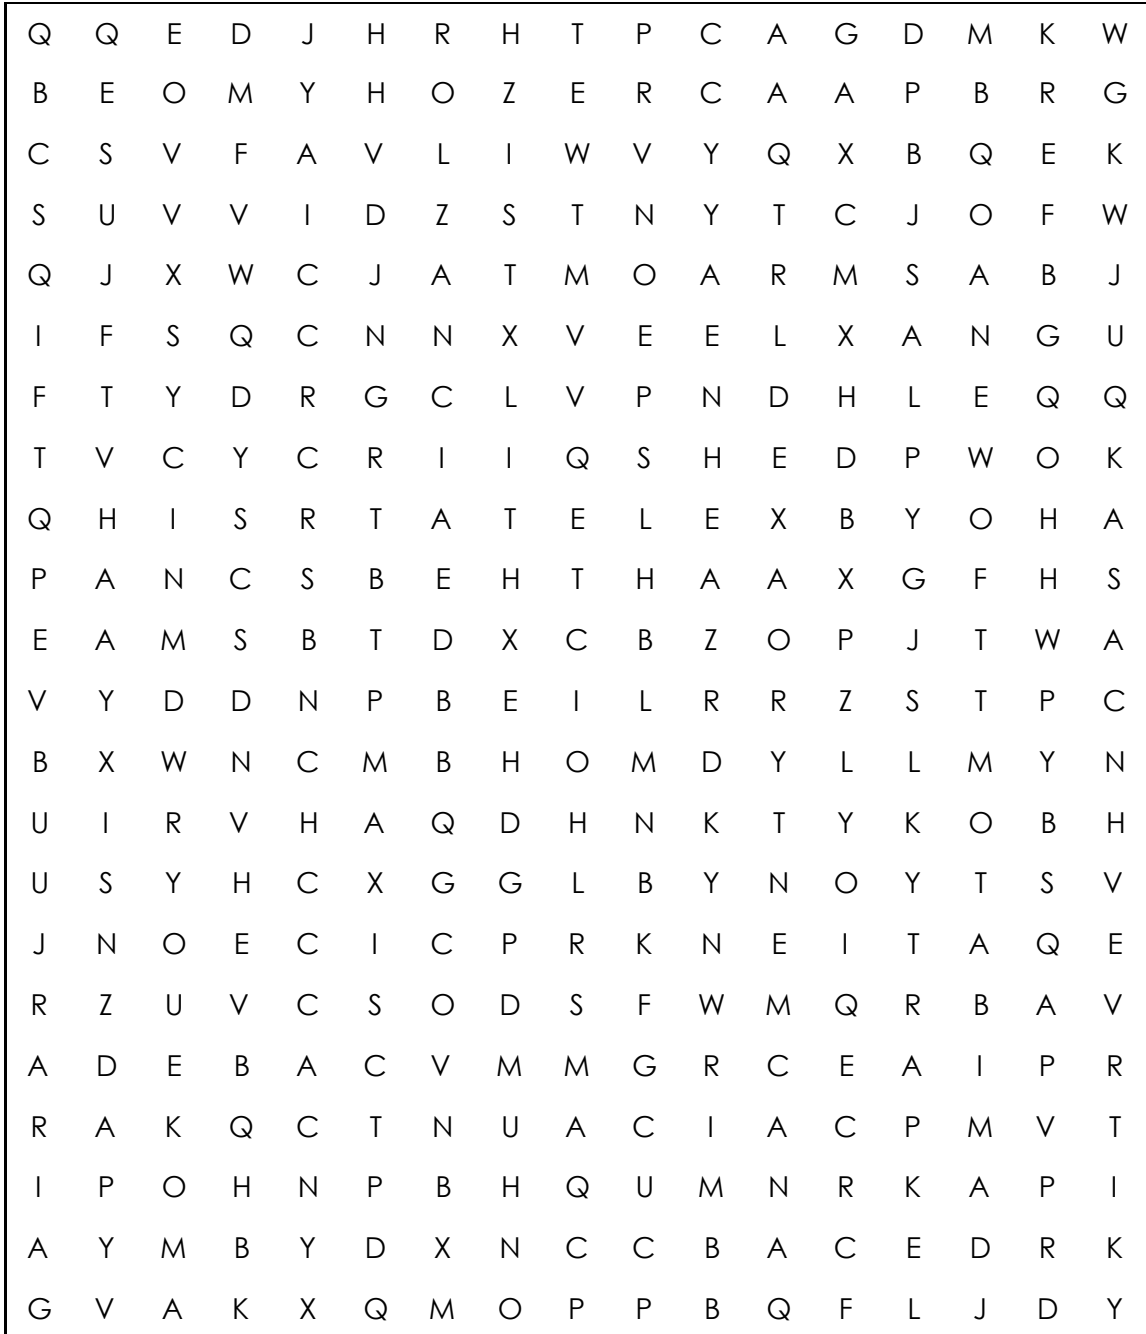 Q Q E D J H R H T P C A G D M K W
B E O M Y H O Z E R C A A P B R G
C S V F A V L I W V Y Q X B Q E K
S U V V I D Z S T N Y T C J O F W
Q J X W C J A T M O A R M S A B J
I F S Q C N N X V E E L X A N G U
F T Y D R G C L V P N D H L E Q Q
T V C Y C R I I Q S H E D P W O K
Q H I S R T A T E L E X B Y O H A
P A N C S B E H T H A A X G F H S
E A M S B T D X C B Z O P J T W A
V Y D D N P B E I L R R Z S T P C
B X W N C M B H O M D Y L L M Y N
U I R V H A Q D H N K T Y K O B H
U S Y H C X G G L B Y N O Y T S V
J N O E C I C P R K N E I T A Q E
R Z U V C S O D S F W M Q R B A V
A D E B A C V M M G R C E A I P R
R A K Q C T N U A C I A C P M V T
I P O H N P B H Q U M N R K A P I
A Y M B Y D X N C C B A C E D R K
G V A K X Q M O P P B Q F L J D Y